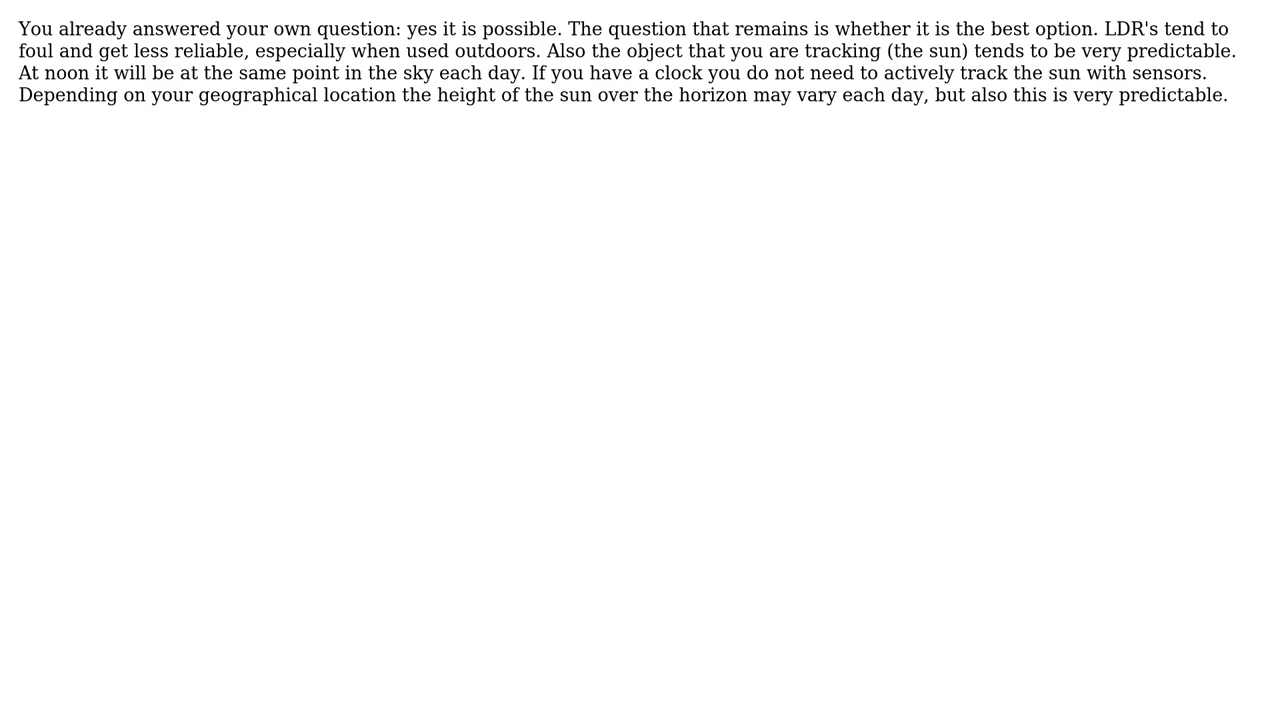 You already answered your own question: yes it is possible. The question that remains is whether it is the best option. LDR's tend to
foul and get less reliable, especially when used outdoors. Also the object that you are tracking (the sun) tends to be very predictable.
At noon it will be at the same point in the sky each day. If you have a clock you do not need to actively track the sun with sensors.
Depending on your geographical location the height of the sun over the horizon may vary each day, but also this is very predictable.